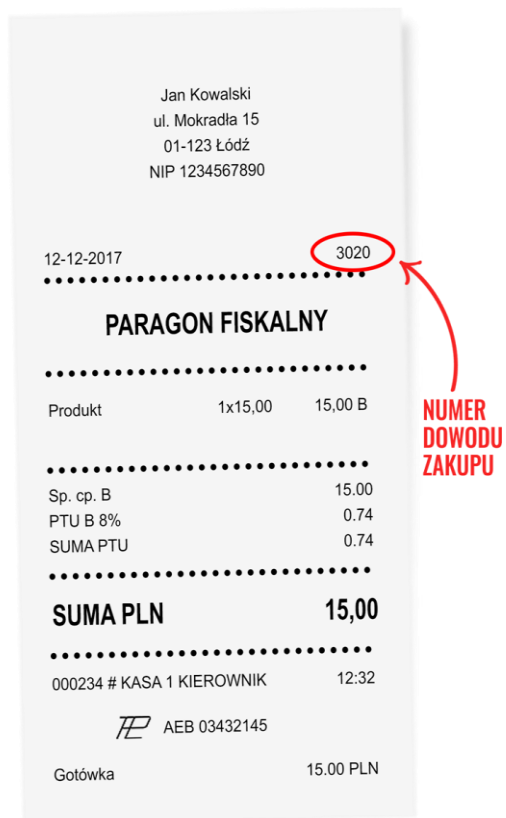 Jan Kowalski
ul. Mokradła 15
01-123 Łódź
NIP 1234567890
12-12-2017 3020
PARAGON FISKALNY
Produkt 1x15,00 15,00 B
Sp. cp. B 15.00
PTU B 8% 0.74
SUMA PTU 0.74
SUMA PLN 15,00
000234 # KASA 1 KIEROWNIK 12:32
AEB 03432145
Gotówka 15.00 PLN
NUMER
DOWODU
ZAKUPU